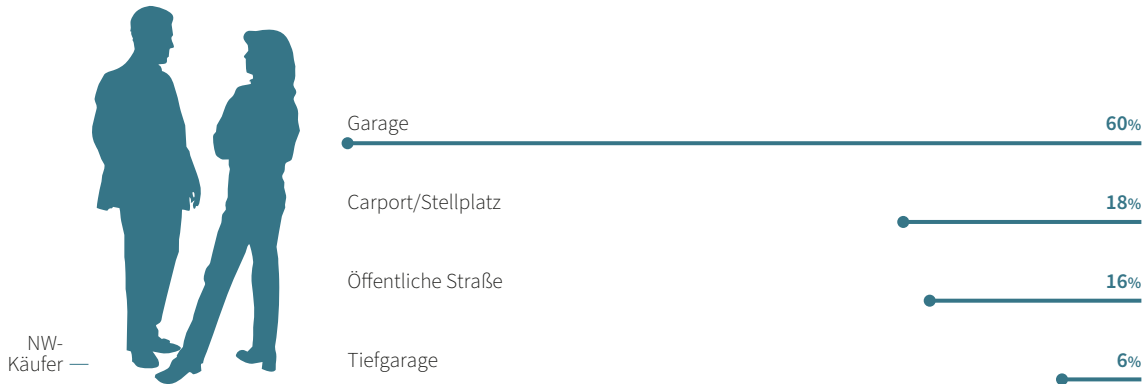 Garage 60%
Carport/Stellplatz 18%
Öffentliche Straße 16%
NW-
Käufer
Tiefgarage 6%